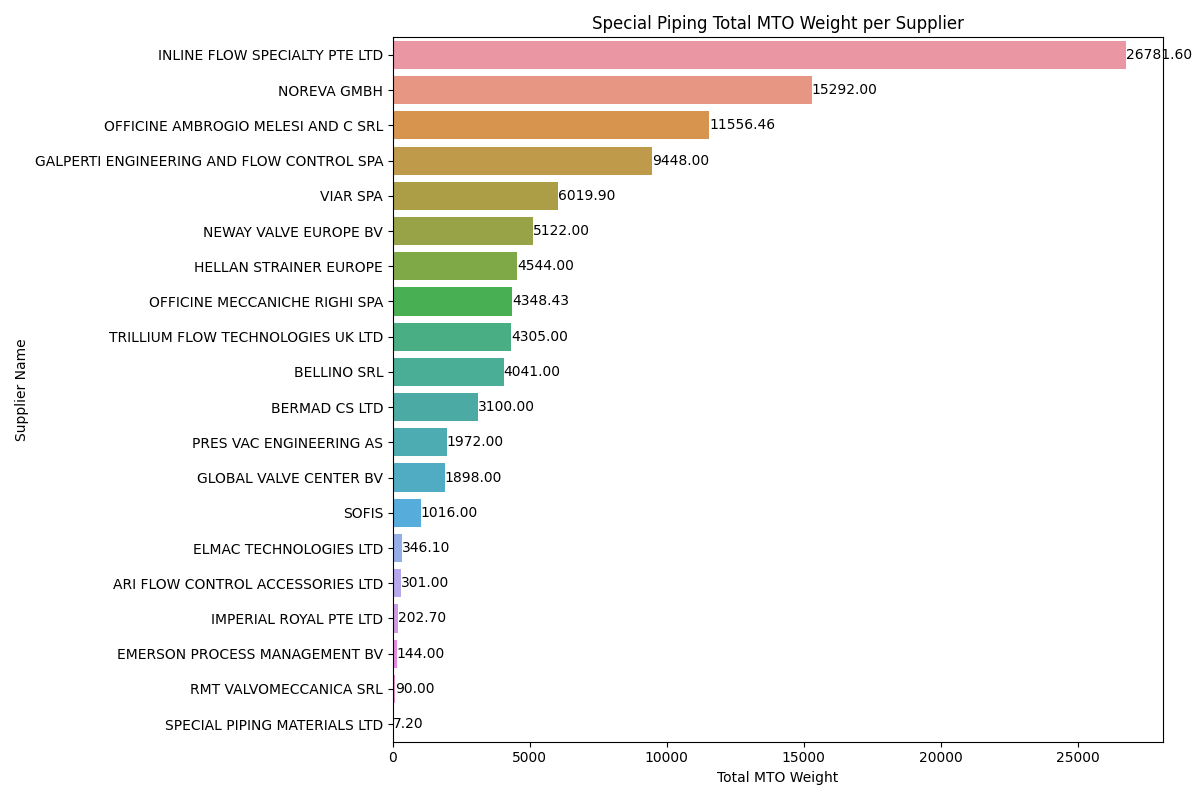 Special Piping Total MTO Weight per Supplier
INLINE FLOW SPECIALTY PTE LTD 26781.60
NOREVA GMBH 15292.00
OFFICINE AMBROGIO MELESI AND C SRL 11556.46
GALPERTI ENGINEERING AND FLOW CONTROL SPA 9448.00
VIAR SPA 6019.90
NEWAY VALVE EUROPE BV 5122.00
HELLAN STRAINER EUROPE 4544.00
OFFICINE MECCANICHE RIGHI SPA 4348.43
TRILLIUM FLOW TECHNOLOGIES UK LTD 4305.00
BELLINO SRL 4041.00
BERMAD CS LTD 3100.00
PRES VAC ENGINEERING AS 1972.00
GLOBAL VALVE CENTER BV 1898.00
SOFIS 1016.00
ELMAC TECHNOLOGIES LTD 346.10
ARI FLOW CONTROL ACCESSORIES LTD 301.00
IMPERIAL ROYAL PTE LTD 202.70
EMERSON PROCESS MANAGEMENT BV 144.00
RMT VALVOMECCANICA SRL 90.00
SPECIAL PIPING MATERIALS LTD 7.20
Supplier Name
0 5000 10000 15000 20000 25000
Total MTO Weight